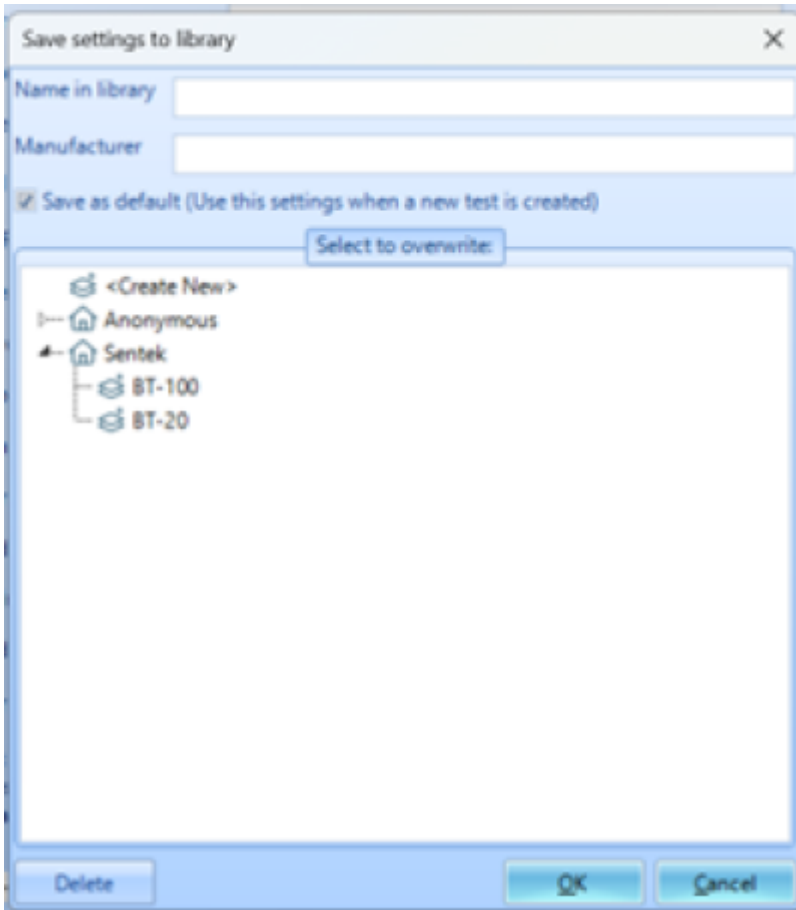 Save settings to library
Name in library
Manufacturer
Save as default (Use this settings when a new test is created)
Select to overwrite:
<Create New>
Anonymous
Sentek
BT-100
BT-20
Delete
OK
Cancel